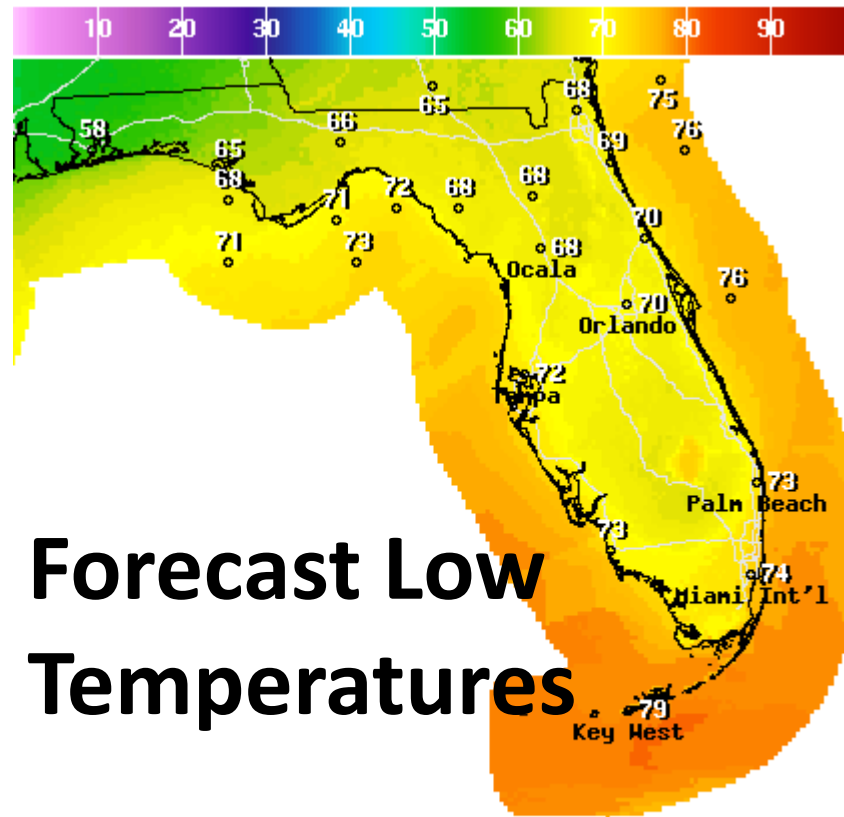 10 20 30 40 50 60 70 80 90
68 75
65
58 66 69 76
65
68 71 72 68 68
70
71 73 68
Ocala
76
70
Orlando
72
Tampa
73
Palm Beach
73
Forecast Low
74
Miami Int'l
Temperatures
79
Key West